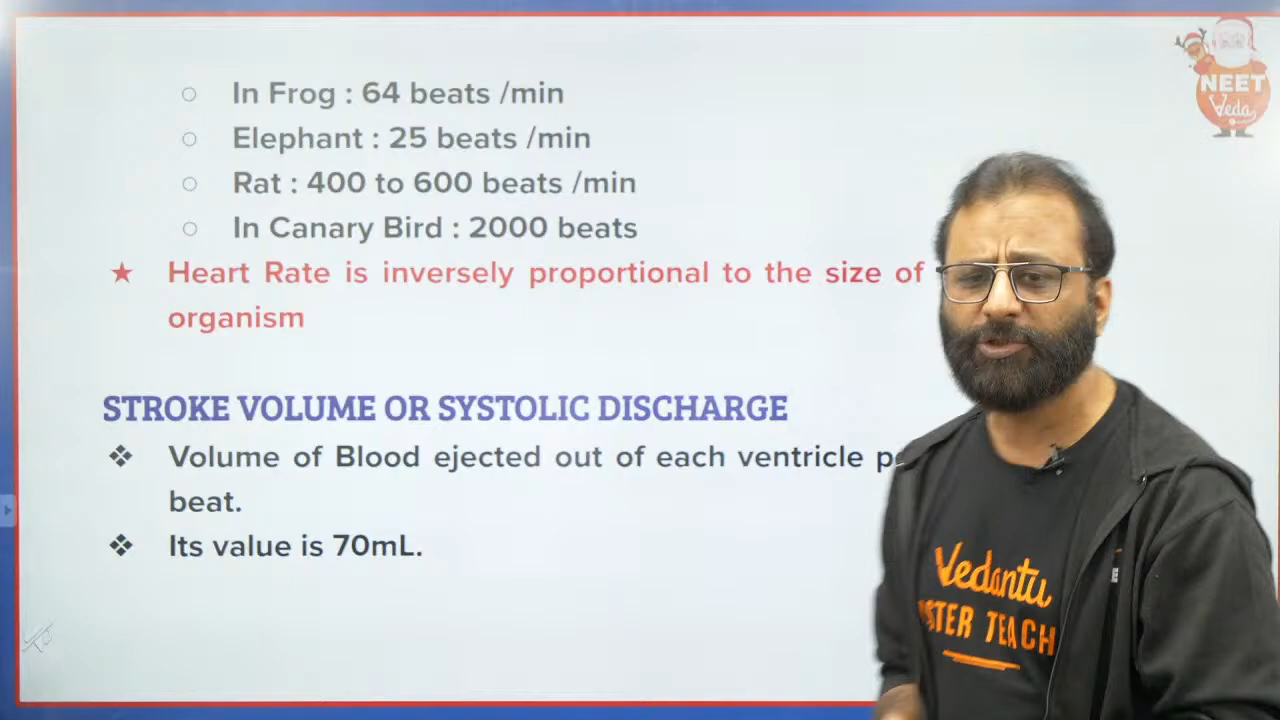 In Frog : 64 beats /min
Elephant : 25 beats /min
Rat : 400 to 600 beats /min
In Canary Bird : 2000 beats
Heart Rate is inversely proportional to the size of
organism
STROKE VOLUME OR SYSTOLIC DISCHARGE
Volume of Blood ejected out of each ventricle
beat.
Its value is 70mL.
NEET
Veda
Vedantu
TEACH